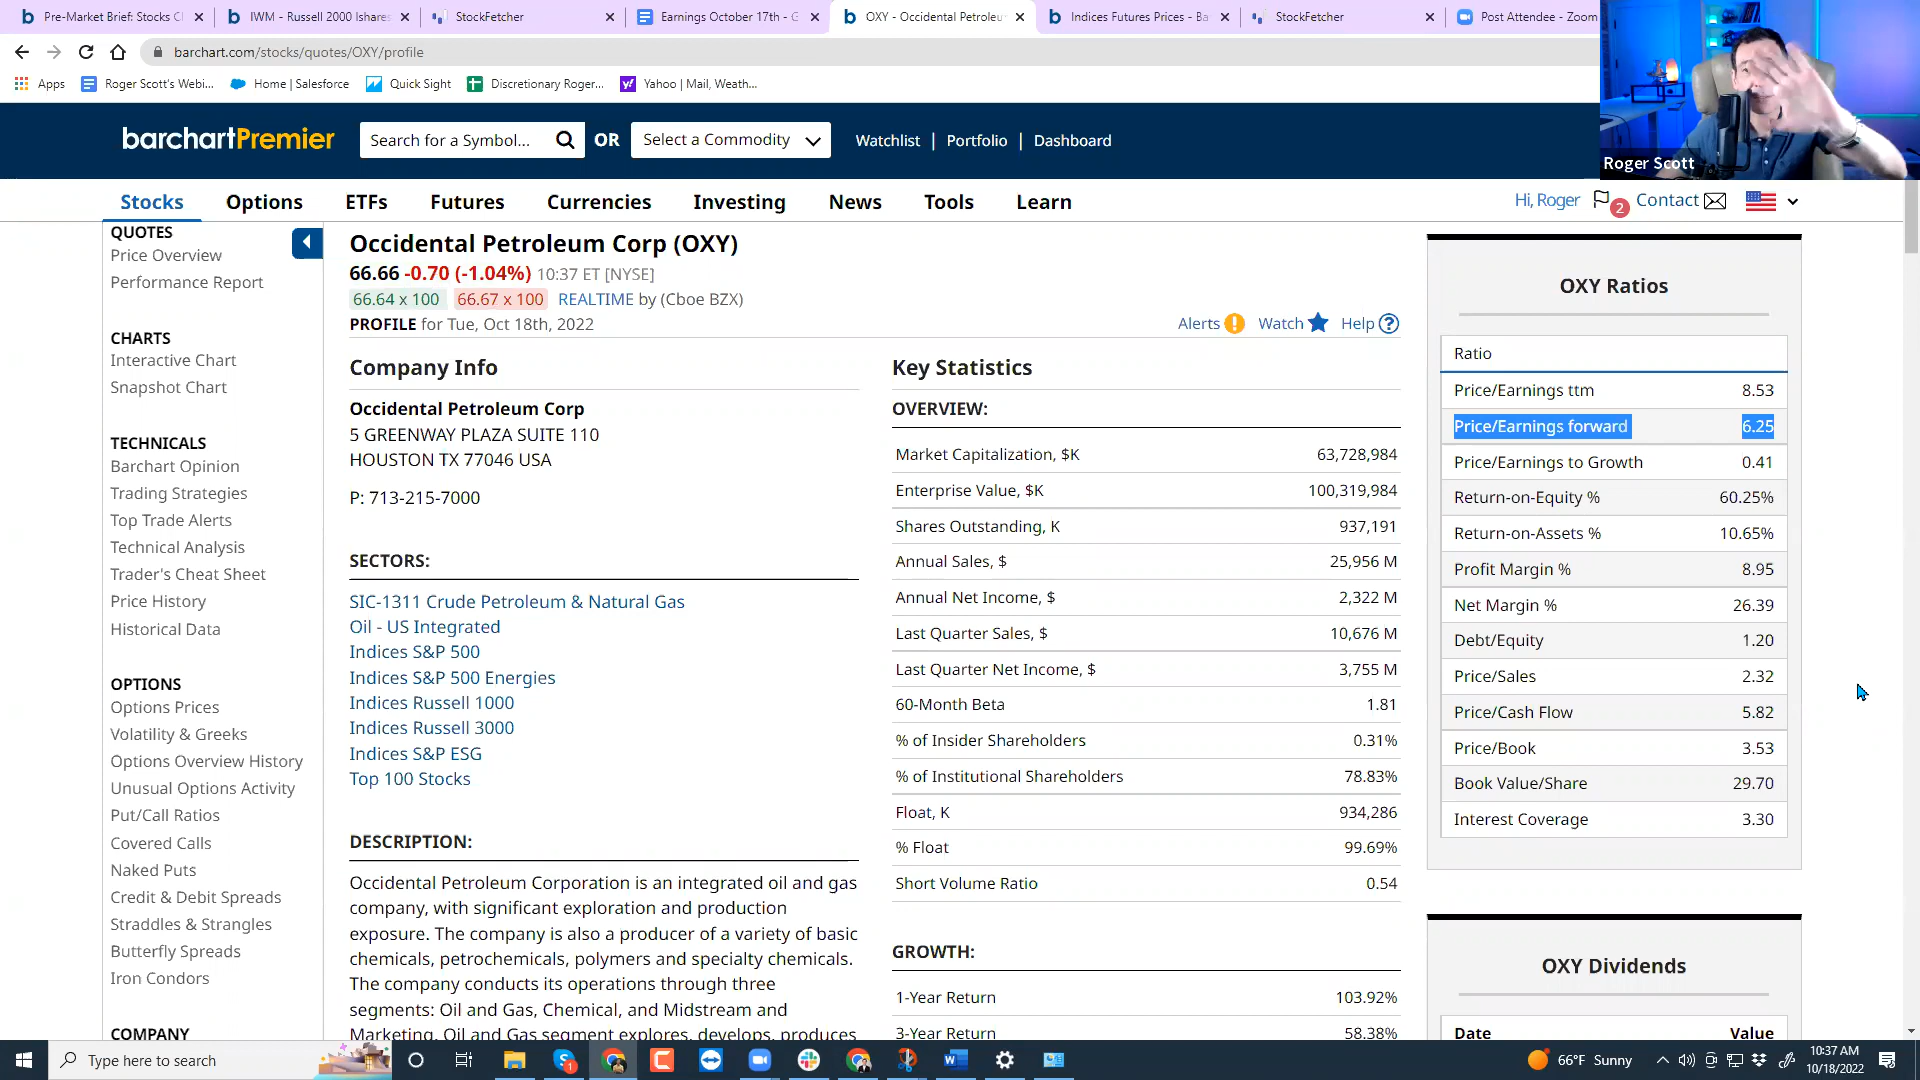 Pre-Market Brief: Stocks Cl
IWM - Russell 2000 Ishares
StockFetcher
Earnings October 17th - G
OXY - Occidental Petroleu
Indices Futures Prices - Ba
StockFetcher
Post Attendee - Zoom
barchart.com/stocks/quotes/OXY/profile
Apps
Roger Scott's Webi...
Home | Salesforce
Quick Sight
Discretionary Roger...
Yahoo | Mail, Weath...
Roger Scott
barchartPremier
Search for a Symbol...
OR
Select a Commodity
Watchlist | Portfolio | Dashboard
Stocks
Options
ETFs
Futures
Currencies
Investing
News
Tools
Learn
Hi, Roger
2
Contact
QUOTES
Price Overview
Performance Report
CHARTS
Interactive Chart
Snapshot Chart
TECHNICALS
Barchart Opinion
Trading Strategies
Top Trade Alerts
Technical Analysis
Trader's Cheat Sheet
Price History
Historical Data
OPTIONS
Options Prices
Volatility & Greeks
Options Overview History
Unusual Options Activity
Put/Call Ratios
Covered Calls
Naked Puts
Credit & Debit Spreads
Straddles & Strangles
Butterfly Spreads
Iron Condors
COMPANY
Occidental Petroleum Corp (OXY)
66.66 -0.70 (-1.04%) 10:37 ET [NYSE]
66.64 x 100 66.67 x 100 REALTIME by (Cboe BZX)
PROFILE for Tue, Oct 18th, 2022
Alerts
Watch
Help
Company Info
Occidental Petroleum Corp
5 GREENWAY PLAZA SUITE 110
HOUSTON TX 77046 USA
P: 713-215-7000
SECTORS:
SIC-1311 Crude Petroleum & Natural Gas
Oil - US Integrated
Indices S&P 500
Indices S&P 500 Energies
Indices Russell 1000
Indices Russell 3000
Indices S&P ESG
Top 100 Stocks
DESCRIPTION:
Occidental Petroleum Corporation is an integrated oil and gas
company, with significant exploration and production
exposure. The company is also a producer of a variety of basic
chemicals, petrochemicals, polymers and specialty chemicals.
The company conducts its operations through three
segments: Oil and Gas, Chemical, and Midstream and
Marketing. Oil and Gas segment explores, develops, produces
Key Statistics
OVERVIEW:
Market Capitalization, $K 63,728,984
Enterprise Value, $K 100,319,984
Shares Outstanding, K 937,191
Annual Sales, $ 25,956 M
Annual Net Income, $ 2,322 M
Last Quarter Sales, $ 10,676 M
Last Quarter Net Income, $ 3,755 M
60-Month Beta 1.81
% of Insider Shareholders 0.31%
% of Institutional Shareholders 78.83%
Float, K 934,286
% Float 99.69%
Short Volume Ratio 0.54
GROWTH:
1-Year Return 103.92%
3-Year Return 58.38%
OXY Ratios
Ratio
Price/Earnings ttm 8.53
Price/Earnings forward 6.25
Price/Earnings to Growth 0.41
Return-on-Equity % 60.25%
Return-on-Assets % 10.65%
Profit Margin % 8.95
Net Margin % 26.39
Debt/Equity 1.20
Price/Sales 2.32
Price/Cash Flow 5.82
Price/Book 3.53
Book Value/Share 29.70
Interest Coverage 3.30
OXY Dividends
Date Value
Type here to search
66°F Sunny
10:37 AM
10/18/2022